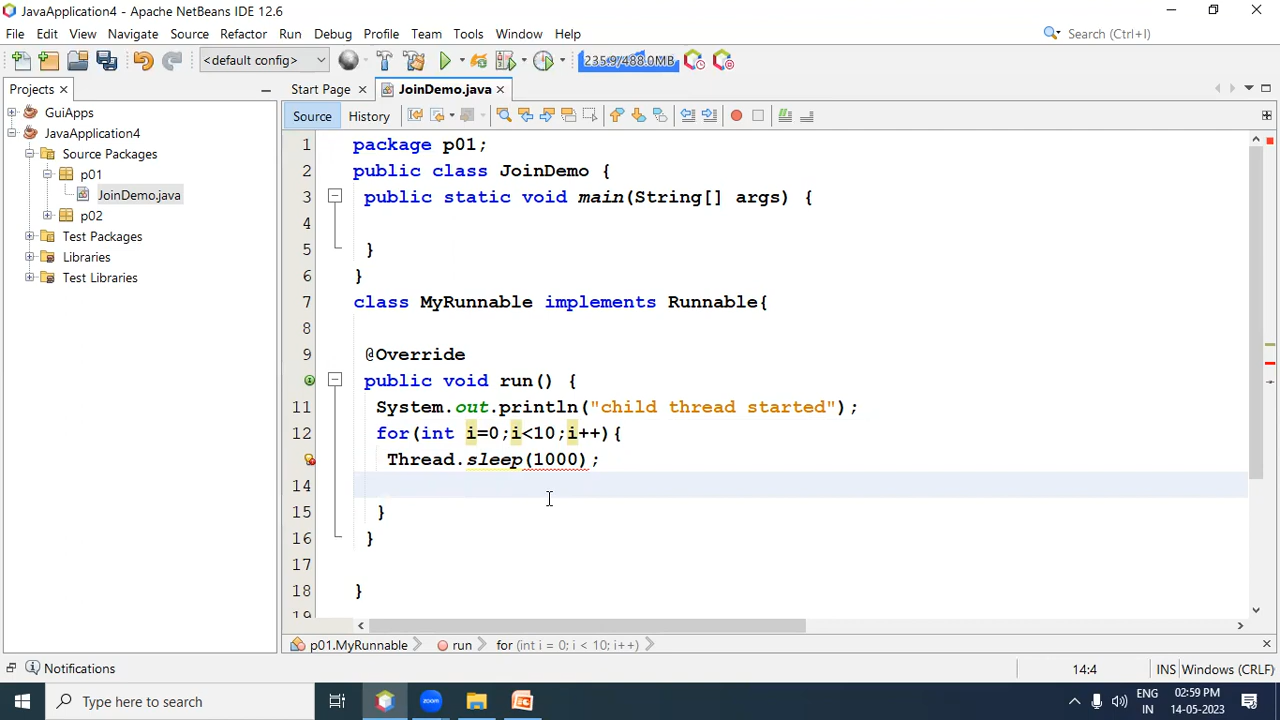 JavaApplication4 - Apache NetBeans IDE 12.6
File Edit View Navigate Source Refactor Run Debug Profile Team Tools Window Help
Search (Ctrl+I)
<default config>
235.9/488.0MB
Projects
Start Page
JoinDemo.java
GuiApps
JavaApplication4
Source Packages
p01
JoinDemo.java
p02
Test Packages
Libraries
Test Libraries
Source History
1 package p01;
2 public class JoinDemo {
3 public static void main(String[] args) {
4
5 }
6 }
7 class MyRunnable implements Runnable{
8
9 @Override
public void run() {
11 System.out.println("child thread started");
12 for(int i=0;i<10;i++){
Thread.sleep(1000);
14
15 }
16 }
17
18 }
19
p01.MyRunnable run for (int i = 0; i < 10; i++)
Notifications
14:4
INS Windows (CRLF)
Type here to search
zoom
ENG
IN
02:59 PM
14-05-2023